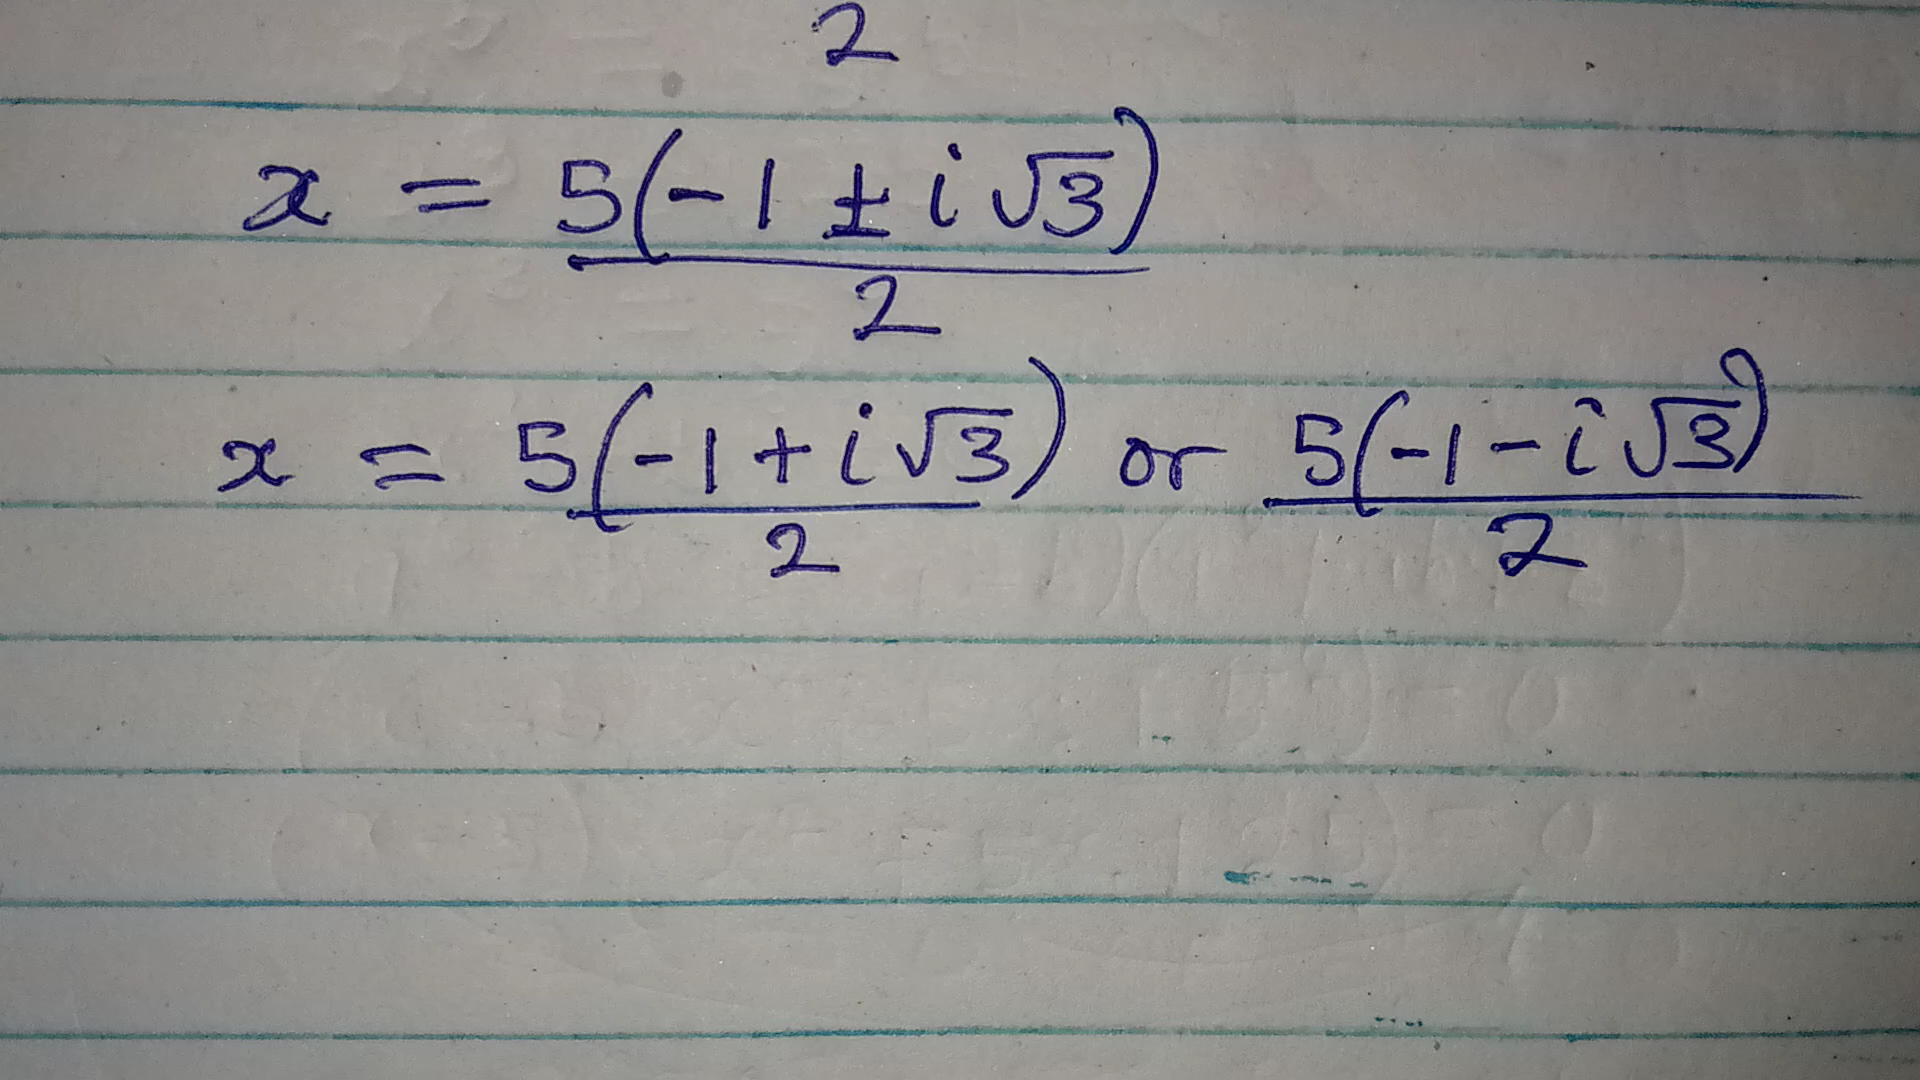 2
x = 5(-1 ± i√3)
2
x = 5(-1 + i√3) or 5(-1 - i√3)
2 2